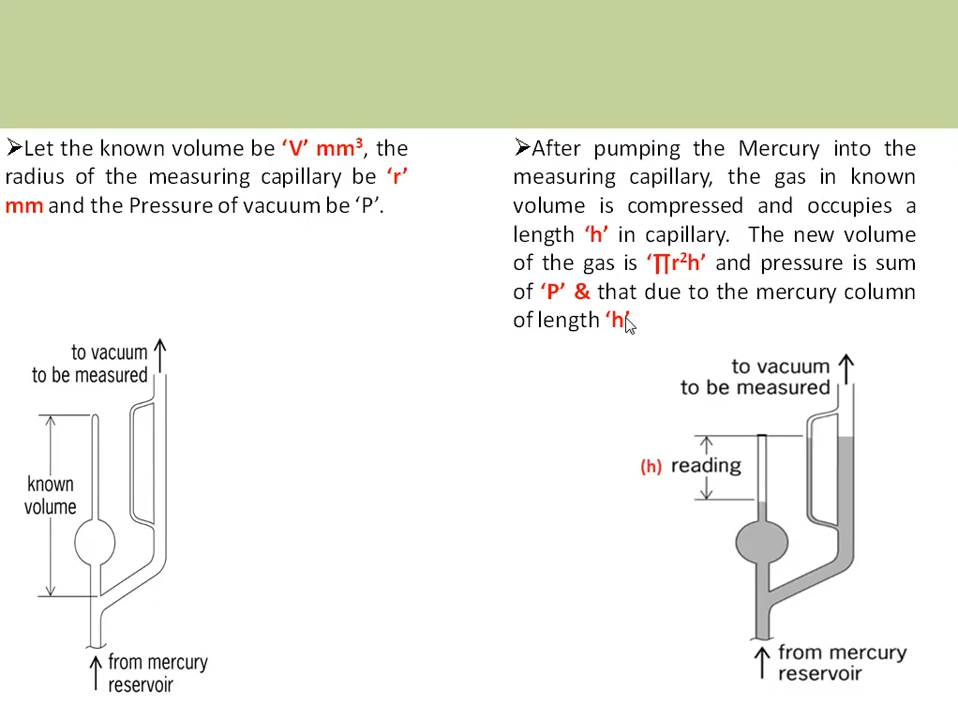 ➢Let the known volume be ‘V’ mm³, the
radius of the measuring capillary be ‘r’
mm and the Pressure of vacuum be ‘P’.
to vacuum
to be measured
known
volume
from mercury
reservoir
➢After pumping the Mercury into the
measuring capillary, the gas in known
volume is compressed and occupies a
length ‘h’ in capillary. The new volume
of the gas is ‘∏r²h’ and pressure is sum
of ‘P’ & that due to the mercury column
of length ‘h’
to vacuum
to be measured
(h) reading
from mercury
reservoir